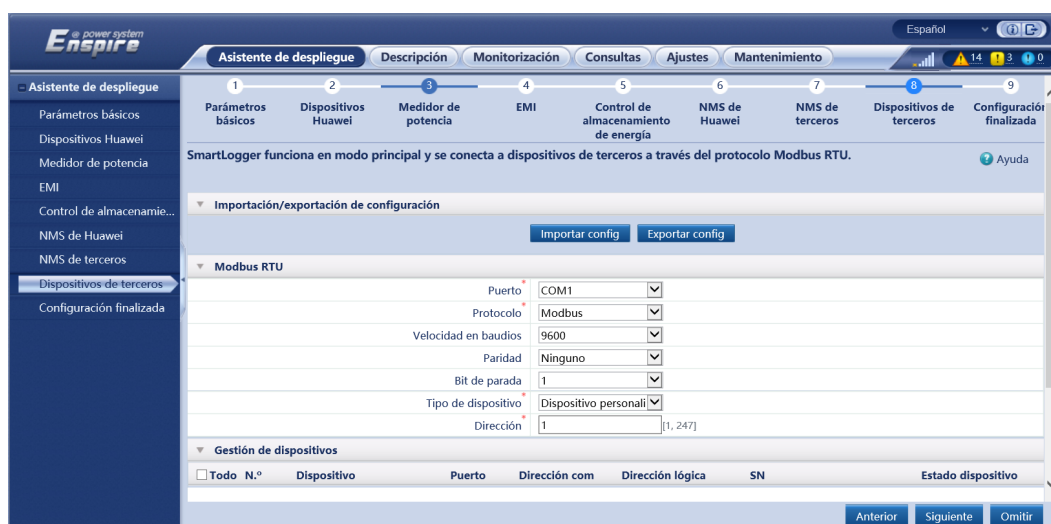 Enspire
@ power system
Español
Asistente de despliegue
Descripción
Monitorización
Consultas
Ajustes
Mantenimiento
14
3
0
Asistente de despliegue
Parámetros básicos
Dispositivos Huawei
Medidor de potencia
EMI
Control de almacenamie...
NMS de Huawei
NMS de terceros
Dispositivos de terceros
Configuración finalizada
1
2
3
4
5
6
7
8
9
Parámetros básicos
Dispositivos Huawei
Medidor de potencia
EMI
Control de almacenamiento de energía
NMS de Huawei
NMS de terceros
Dispositivos de terceros
Configuración finalizada
SmartLogger funciona en modo principal y se conecta a dispositivos de terceros a través del protocolo Modbus RTU.
Ayuda
Importación/exportación de configuración
Importar config
Exportar config
Modbus RTU
Puerto* COM1
Protocolo* Modbus
Velocidad en baudios 9600
Paridad Ninguno
Bit de parada 1
Tipo de dispositivo* Dispositivo personali
Dirección* 1 [1, 247]
Gestión de dispositivos
Todo N.º Dispositivo Puerto Dirección com Dirección lógica SN Estado dispositivo
Anterior Siguiente Omitir